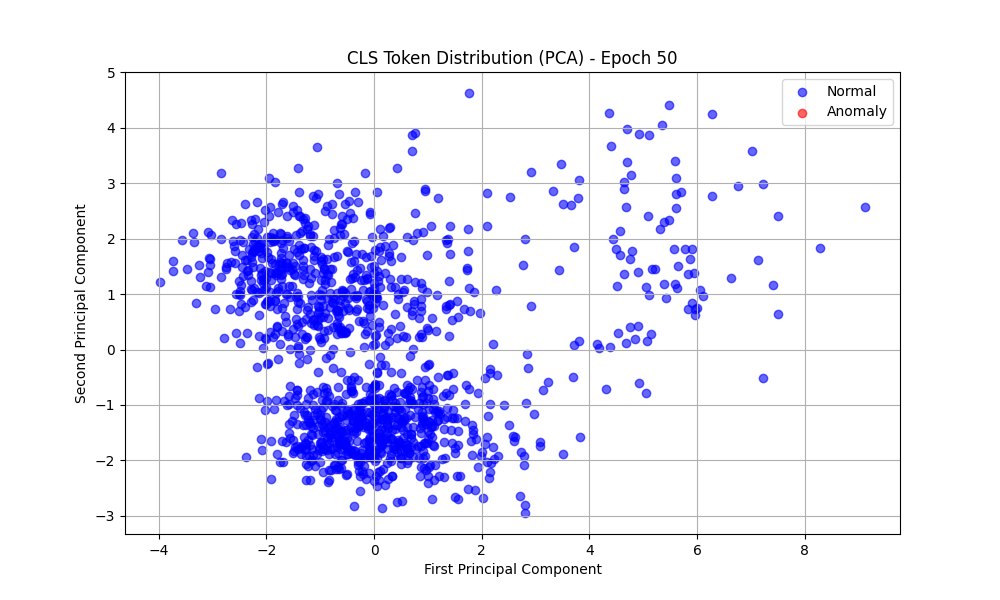 CLS Token Distribution (PCA) - Epoch 50
Normal
Anomaly
Second Principal Component
5
4
3
2
1
0
−1
−2
−3
−4 −2 0 2 4 6 8
First Principal Component